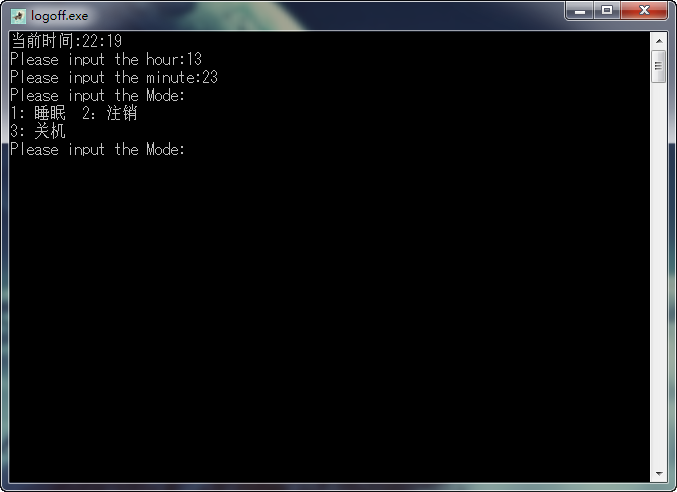 logoff.exe
当前时间:22:19
Please input the hour:13
Please input the minute:23
Please input the Mode:
1: 睡眠  2: 注销
3: 关机
Please input the Mode: